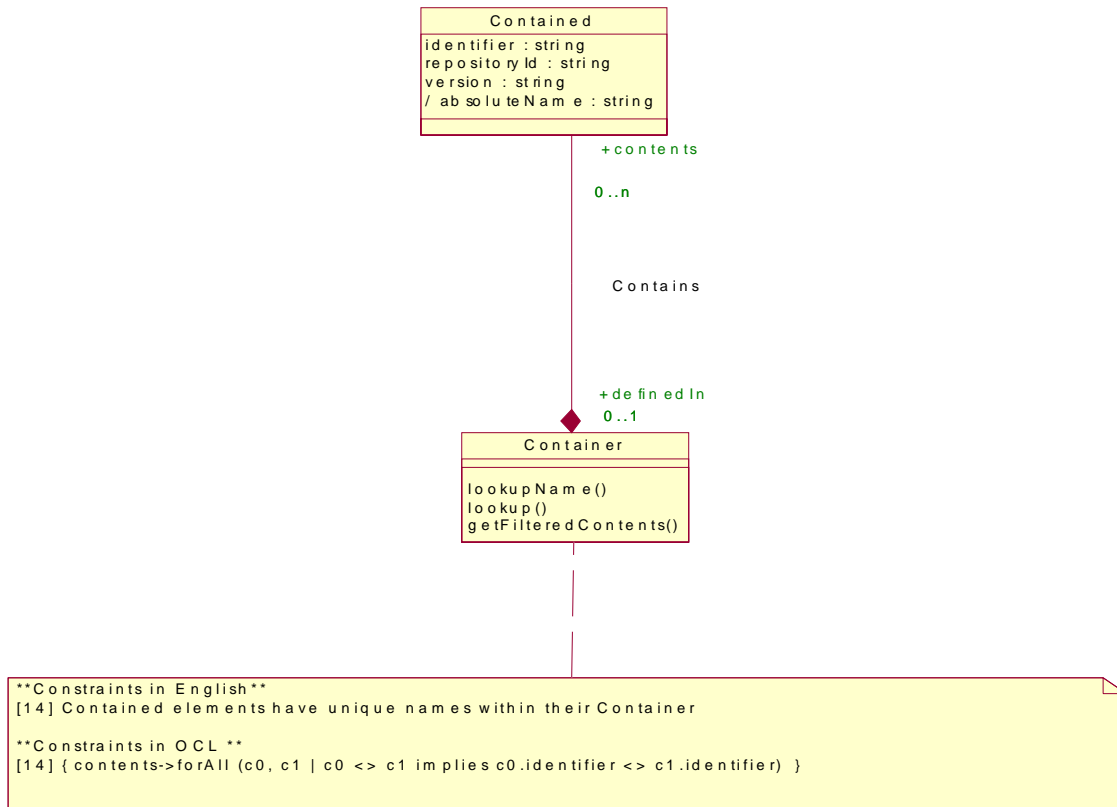 Contained
identifier : string
repositoryId : string
version : string
/ absoluteName : string
+contents
0..n
Contains
+definedIn
0..1
Container
lookupName()
lookup()
getFilteredContents()
**Constraints in English**
[14] Contained elements have unique names within their Container
**Constraints in OCL **
[14] { contents->forAll (c0, c1 | c0 <> c1 implies c0.identifier <> c1.identifier) }